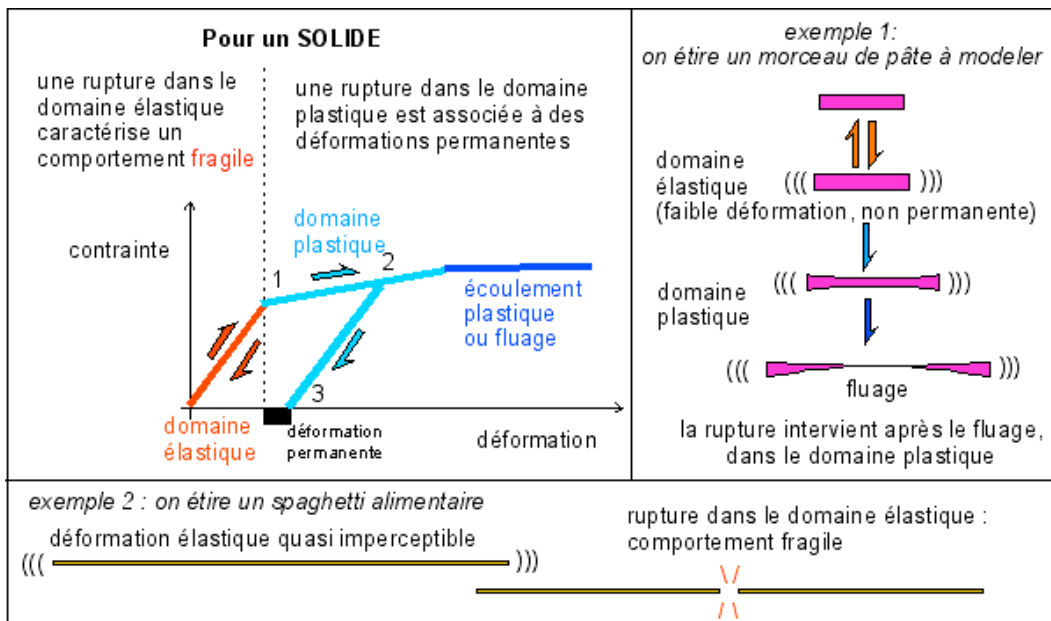 Pour un SOLIDE
une rupture dans le
domaine élastique
caractérise un
comportement fragile
une rupture dans le domaine
plastique est associée à des
déformations permanentes
contrainte
domaine
plastique
1
2
écoulement
plastique
ou fluage
3
domaine
élastique
déformation
permanente
déformation
exemple 1:
on étire un morceau de pâte à modeler
domaine
élastique
((( )))
(faible déformation, non permanente)
domaine
plastique
((( )))
((( )))
fluage
la rupture intervient après le fluage,
dans le domaine plastique
exemple 2 : on étire un spaghetti alimentaire
déformation élastique quasi imperceptible
((( )))
rupture dans le domaine élastique :
comportement fragile